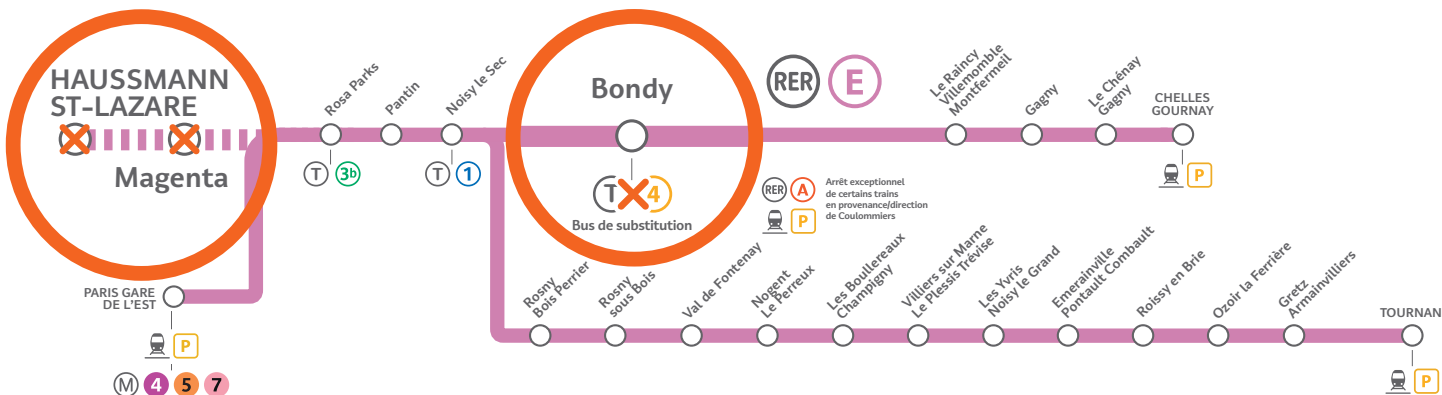 HAUSSMANN
ST-LAZARE
Magenta
PARIS GARE
DE L'EST
P
M 4 5 7
Rosa Parks
T 3b
Pantin
Noisy le Sec
T 1
Bondy
T 4
Bus de substitution
RER E
RER A
P
Arrêt exceptionnel
de certains trains
en provenance/direction
de Coulommiers
Le Raincy
Villemomble
Montfermeil
Gagny
Le Chénay
Gagny
CHELLES
GOURNAY
P
Rosny
Bois Perrier
Rosny
sous Bois
Val de Fontenay
Nogent
Le Perreux
Les Boullereaux
Champigny
Villiers sur Marne
Le Plessis Trévise
Les Yvris
Noisy le Grand
Emerainville
Pontault Combault
Roissy en Brie
Ozoir la Ferrière
Gretz
Armainvilliers
TOURNAN
P